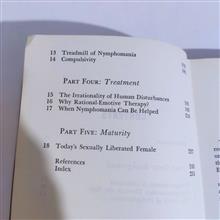 13 Treadmill of Nymphomania
14 Compulsivity
PART FOUR: Treatment
15 The Irrationality of Human Disturbances
16 Why Rational-Emotive Therapy?
17 When Nymphomania Can Be Helped
PART FIVE: Maturity
18 Today's Sexually Liberated Female
References
Index